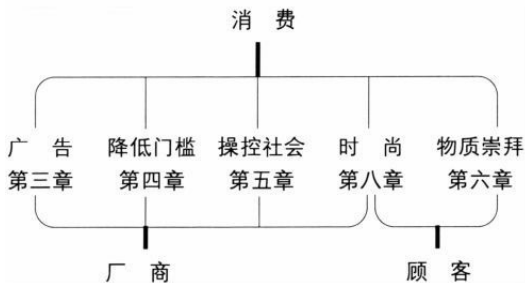 消 费
广 告 降低门槛 操控社会 时 尚 物质崇拜
第三章 第四章 第五章 第八章 第六章
厂 商 顾 客